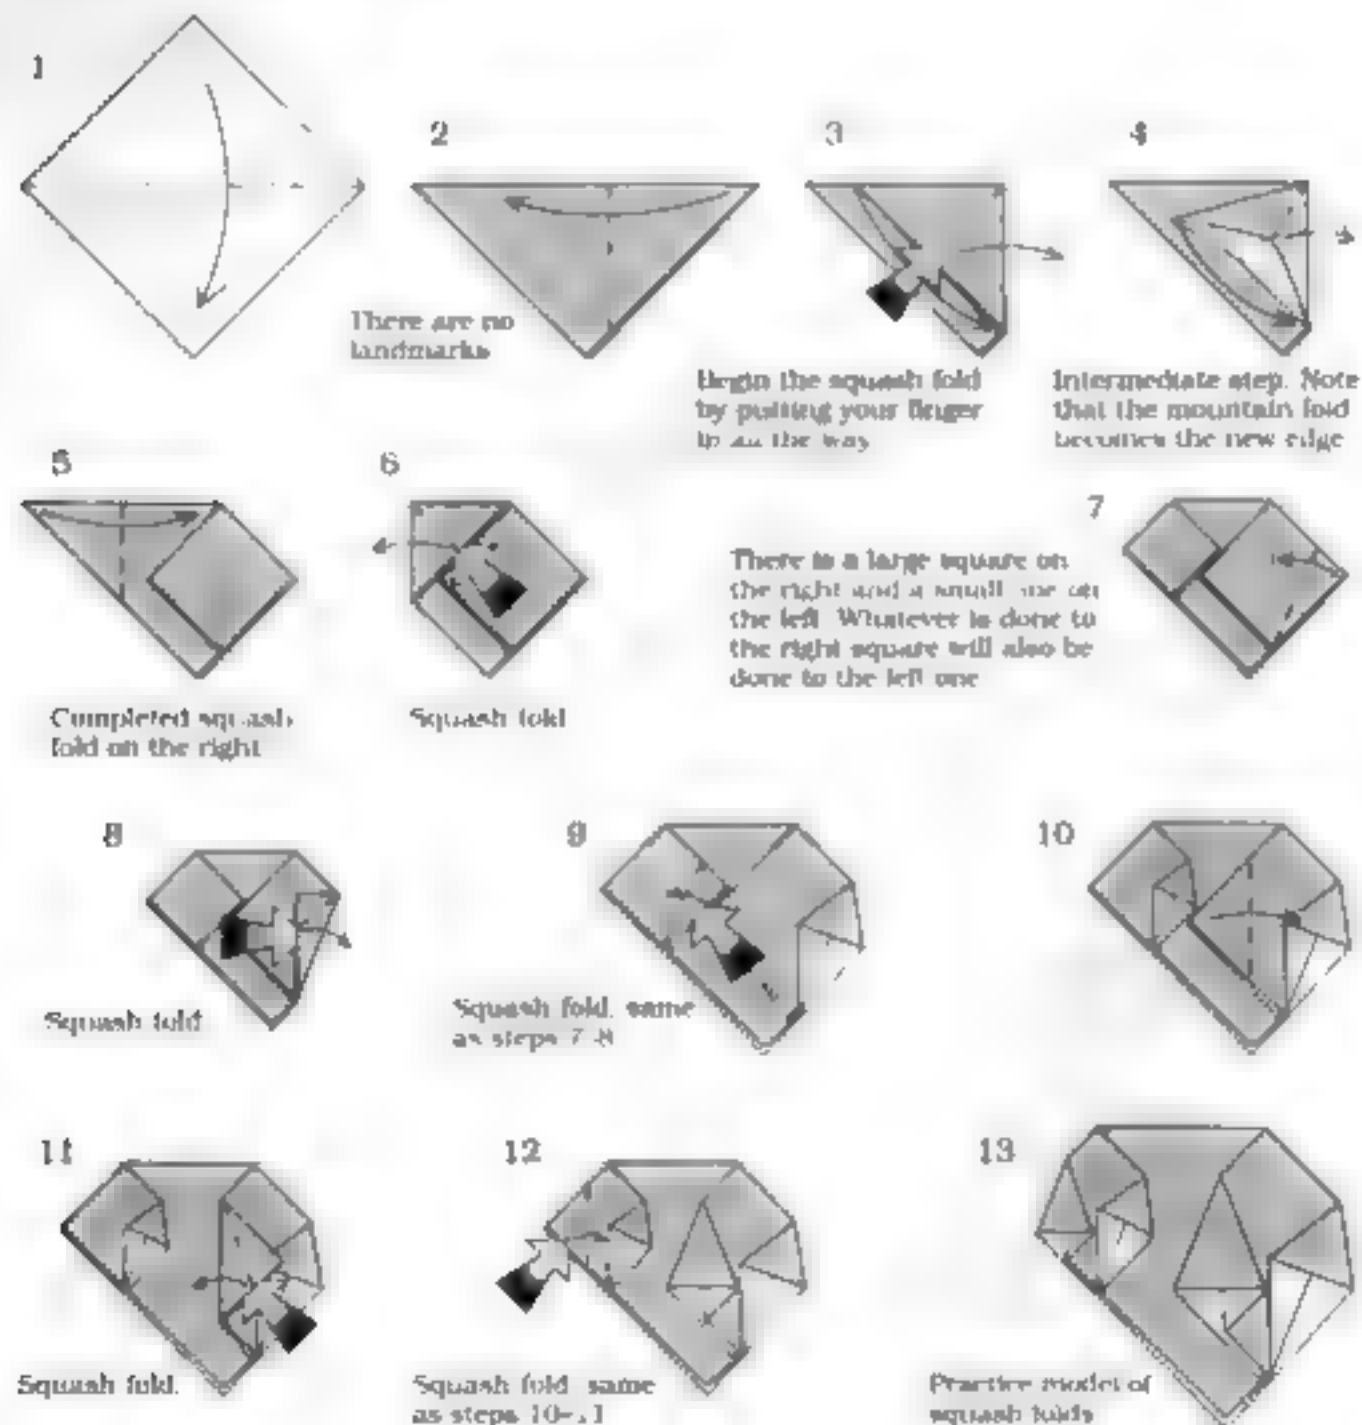 1
2
3
4
There are no
landmarks
Begin the squash fold
by putting your finger
in all the way
Intermediate step. Note
that the mountain fold
becomes the new edge
5
6
7
There is a large square on
the right and a small one on
the left. Whatever is done to
the right square will also be
done to the left one
Completed squash
fold on the right
Squash fold
8
9
10
Squash fold
Squash fold, same
as steps 7-8
11
12
13
Squash fold.
Squash fold, same
as steps 10-11
Practice model of
squash folds